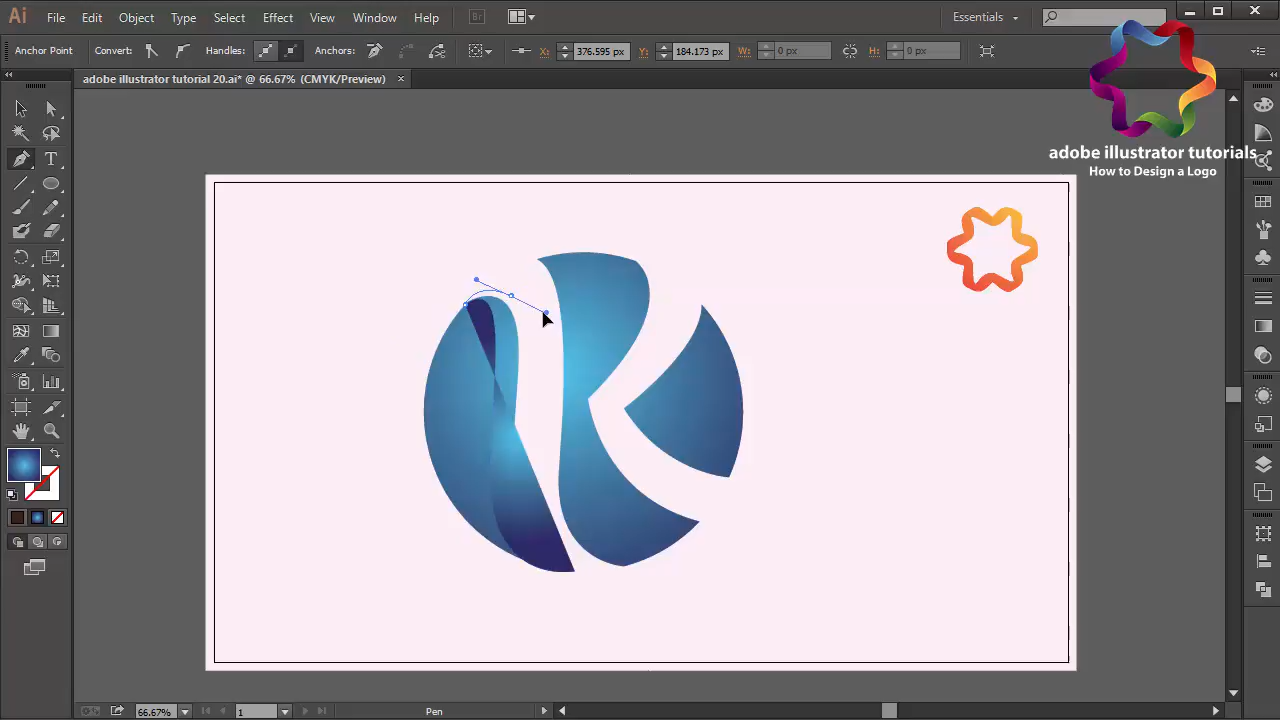 Ai File Edit Object Type Select Effect View Window Help Br Essentials
Anchor Point Convert: Handles: Anchors: X: 376.595 px Y: 184.173 px W: 0 px H: 0 px
adobe illustrator tutorial 20.ai* @ 66.67% (CMYK/Preview) ×
adobe illustrator tutorials
How to Design a Logo
T
66.67% 1 Pen